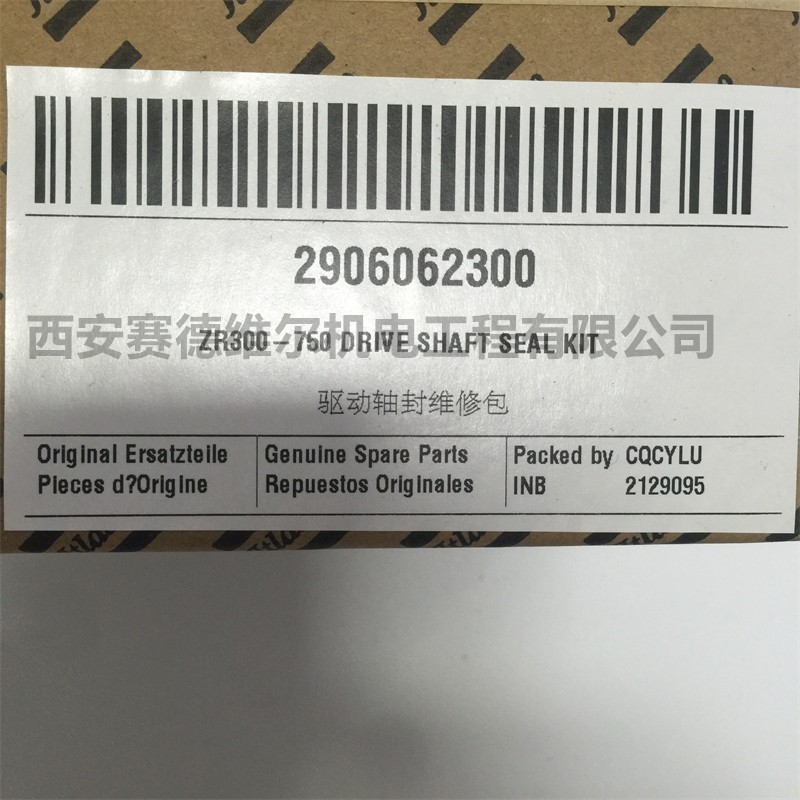 2906062300
西安赛德维尔机电工程有限公司
ZR300-750 DRIVE SHAFT SEAL KIT
驱动轴封维修包
Original Ersatzteile
Pieces d?Origine
Genuine Spare Parts
Repuestos Originales
Packed by CQCYLU
INB 2129095